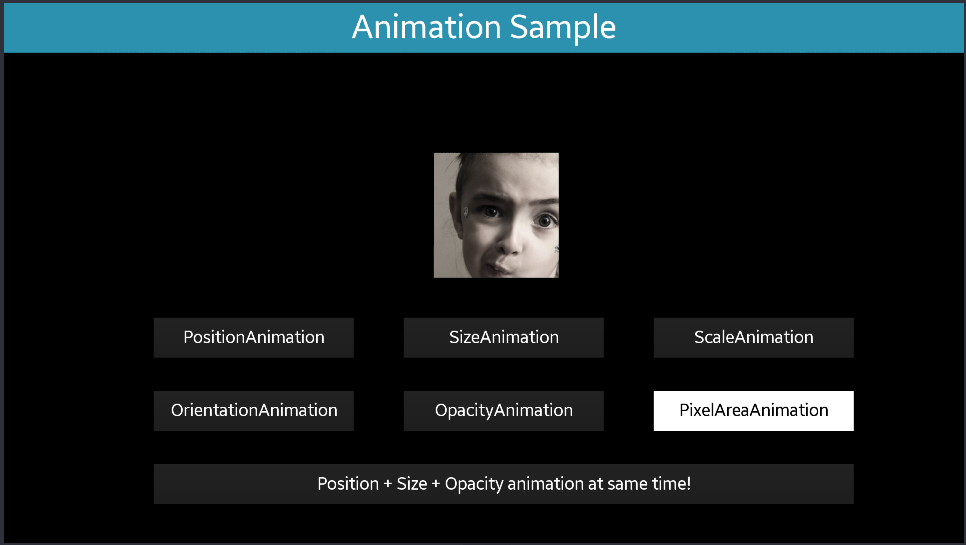 Animation Sample
PositionAnimation
SizeAnimation
ScaleAnimation
OrientationAnimation
OpacityAnimation
PixelAreaAnimation
Position + Size + Opacity animation at same time!